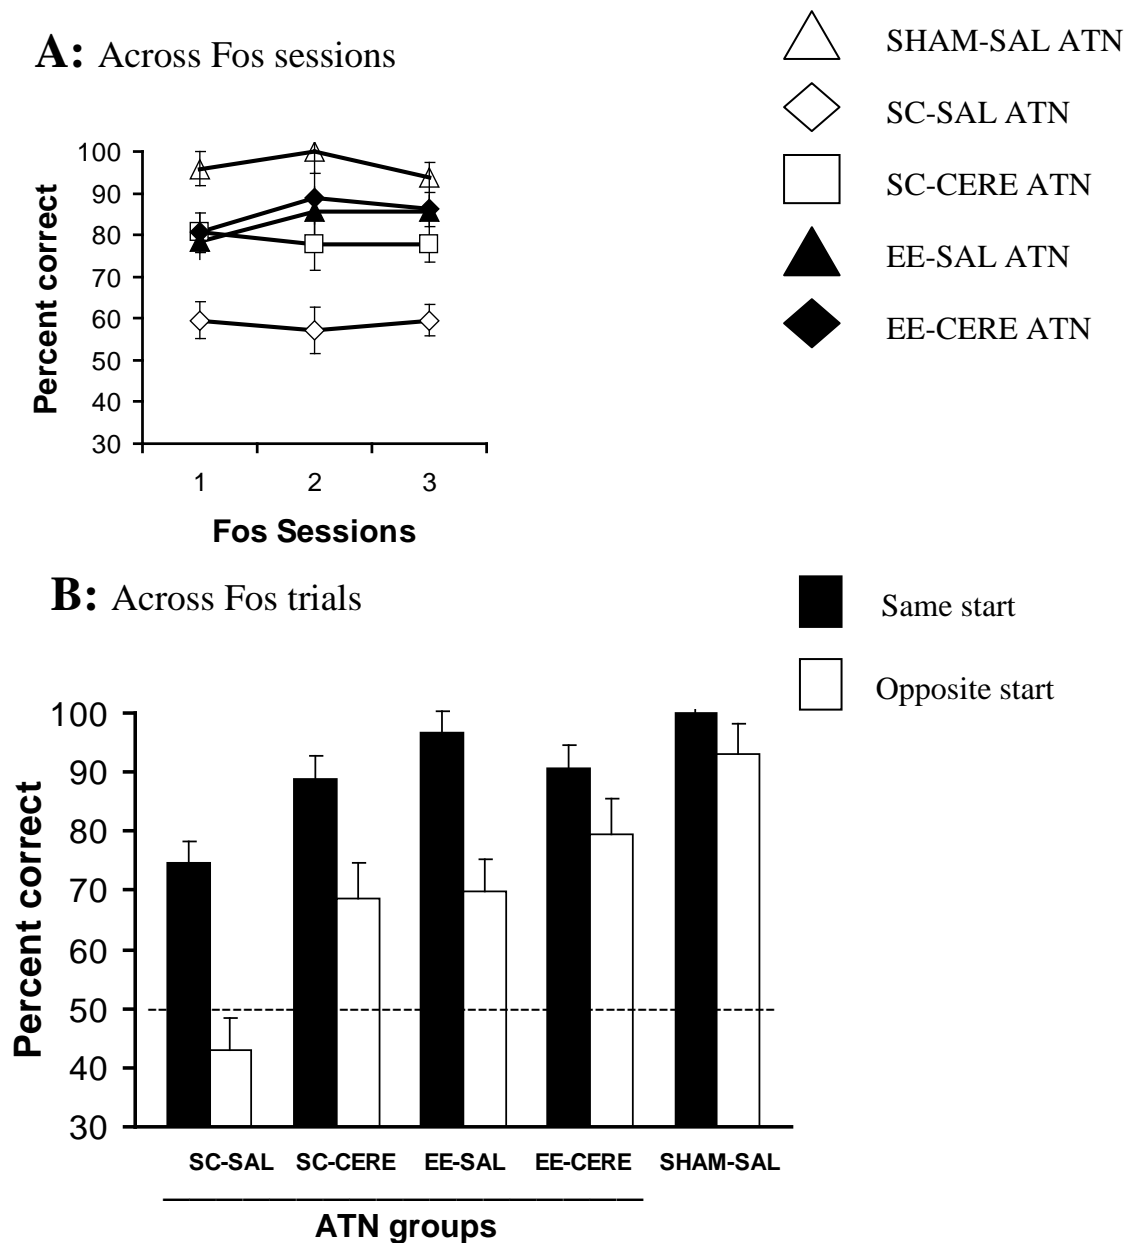 A: Across Fos sessions
SHAM-SAL ATN
SC-SAL ATN
SC-CERE ATN
EE-SAL ATN
EE-CERE ATN
Percent correct
100
90
80
70
60
50
40
30
1 2 3
Fos Sessions
B: Across Fos trials
Same start
Opposite start
Percent correct
100
90
80
70
60
50
40
30
SC-SAL SC-CERE EE-SAL EE-CERE SHAM-SAL
ATN groups